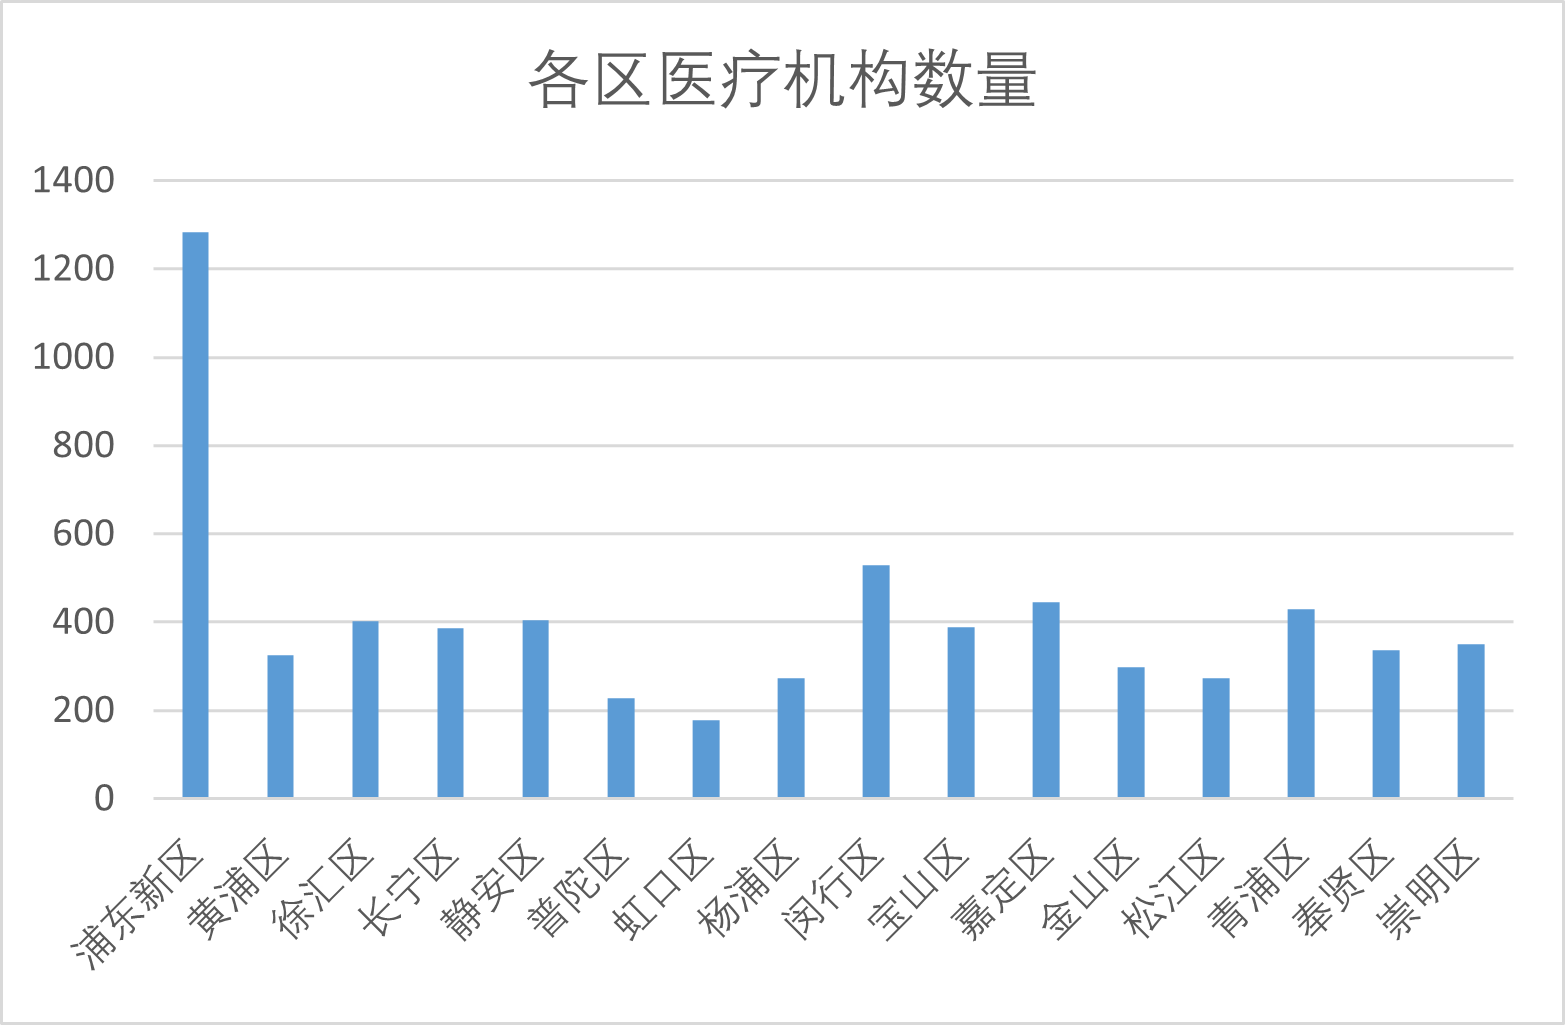 各区医疗机构数量
1400
1200
1000
800
600
400
200
0
浦东新区
黄浦区
徐汇区
长宁区
静安区
普陀区
虹口区
杨浦区
闵行区
宝山区
嘉定区
金山区
松江区
青浦区
奉贤区
崇明区